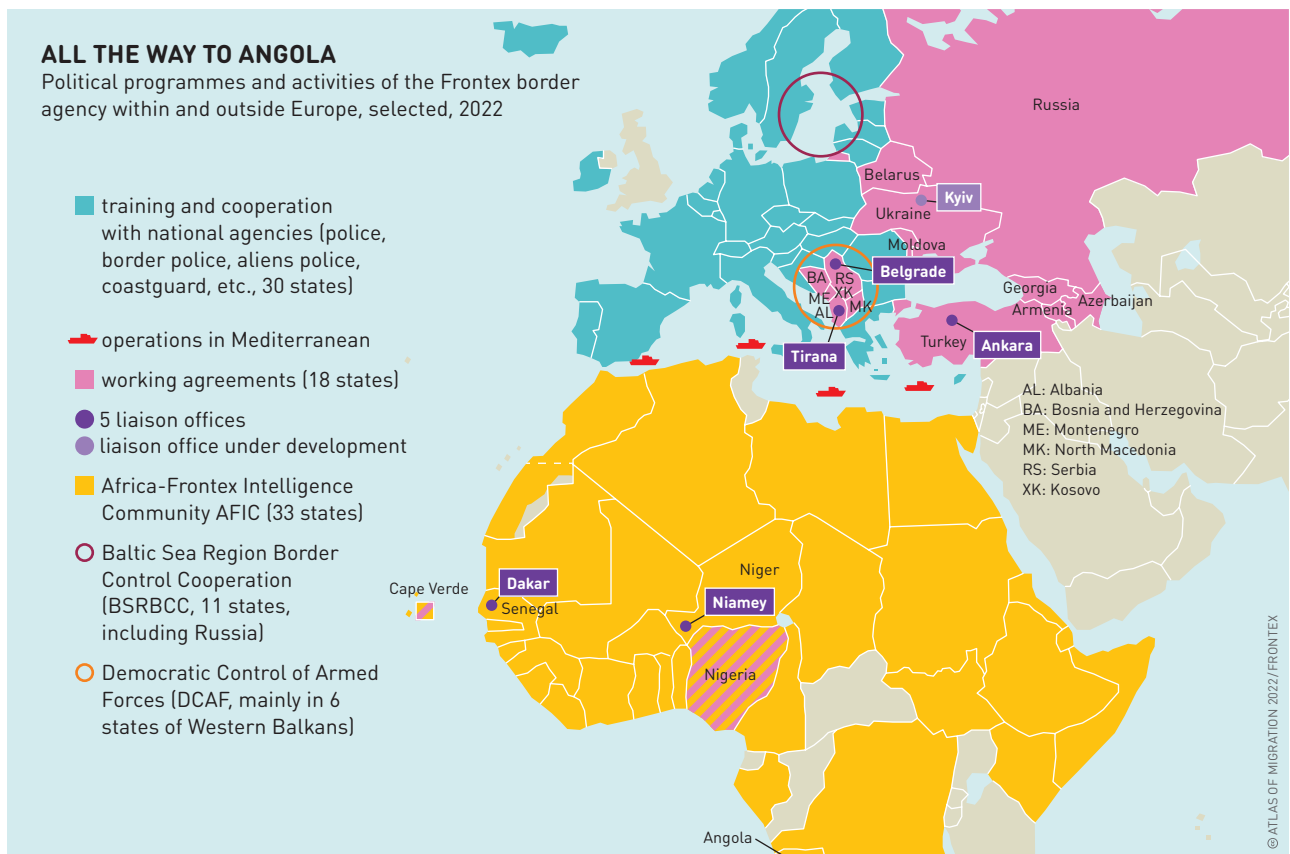 ALL THE WAY TO ANGOLA
Political programmes and activities of the Frontex border
agency within and outside Europe, selected, 2022
training and cooperation
with national agencies (police,
border police, aliens police,
coastguard, etc., 30 states)
operations in Mediterranean
working agreements (18 states)
5 liaison offices
liaison office under development
Africa-Frontex Intelligence
Community AFIC (33 states)
Baltic Sea Region Border
Control Cooperation
(BSRBCC, 11 states,
including Russia)
Democratic Control of Armed
Forces (DCAF, mainly in 6
states of Western Balkans)
Russia
Belarus
Kyiv
Ukraine
Moldova
Belgrade
BA
RS
XK
ME
MK
AL
Georgia
Armenia
Azerbaijan
Turkey
Ankara
Tirana
AL: Albania
BA: Bosnia and Herzegovina
ME: Montenegro
MK: North Macedonia
RS: Serbia
XK: Kosovo
Cape Verde
Dakar
Senegal
Niger
Niamey
Nigeria
Angola
© ATLAS OF MIGRATION 2022/FRONTEX